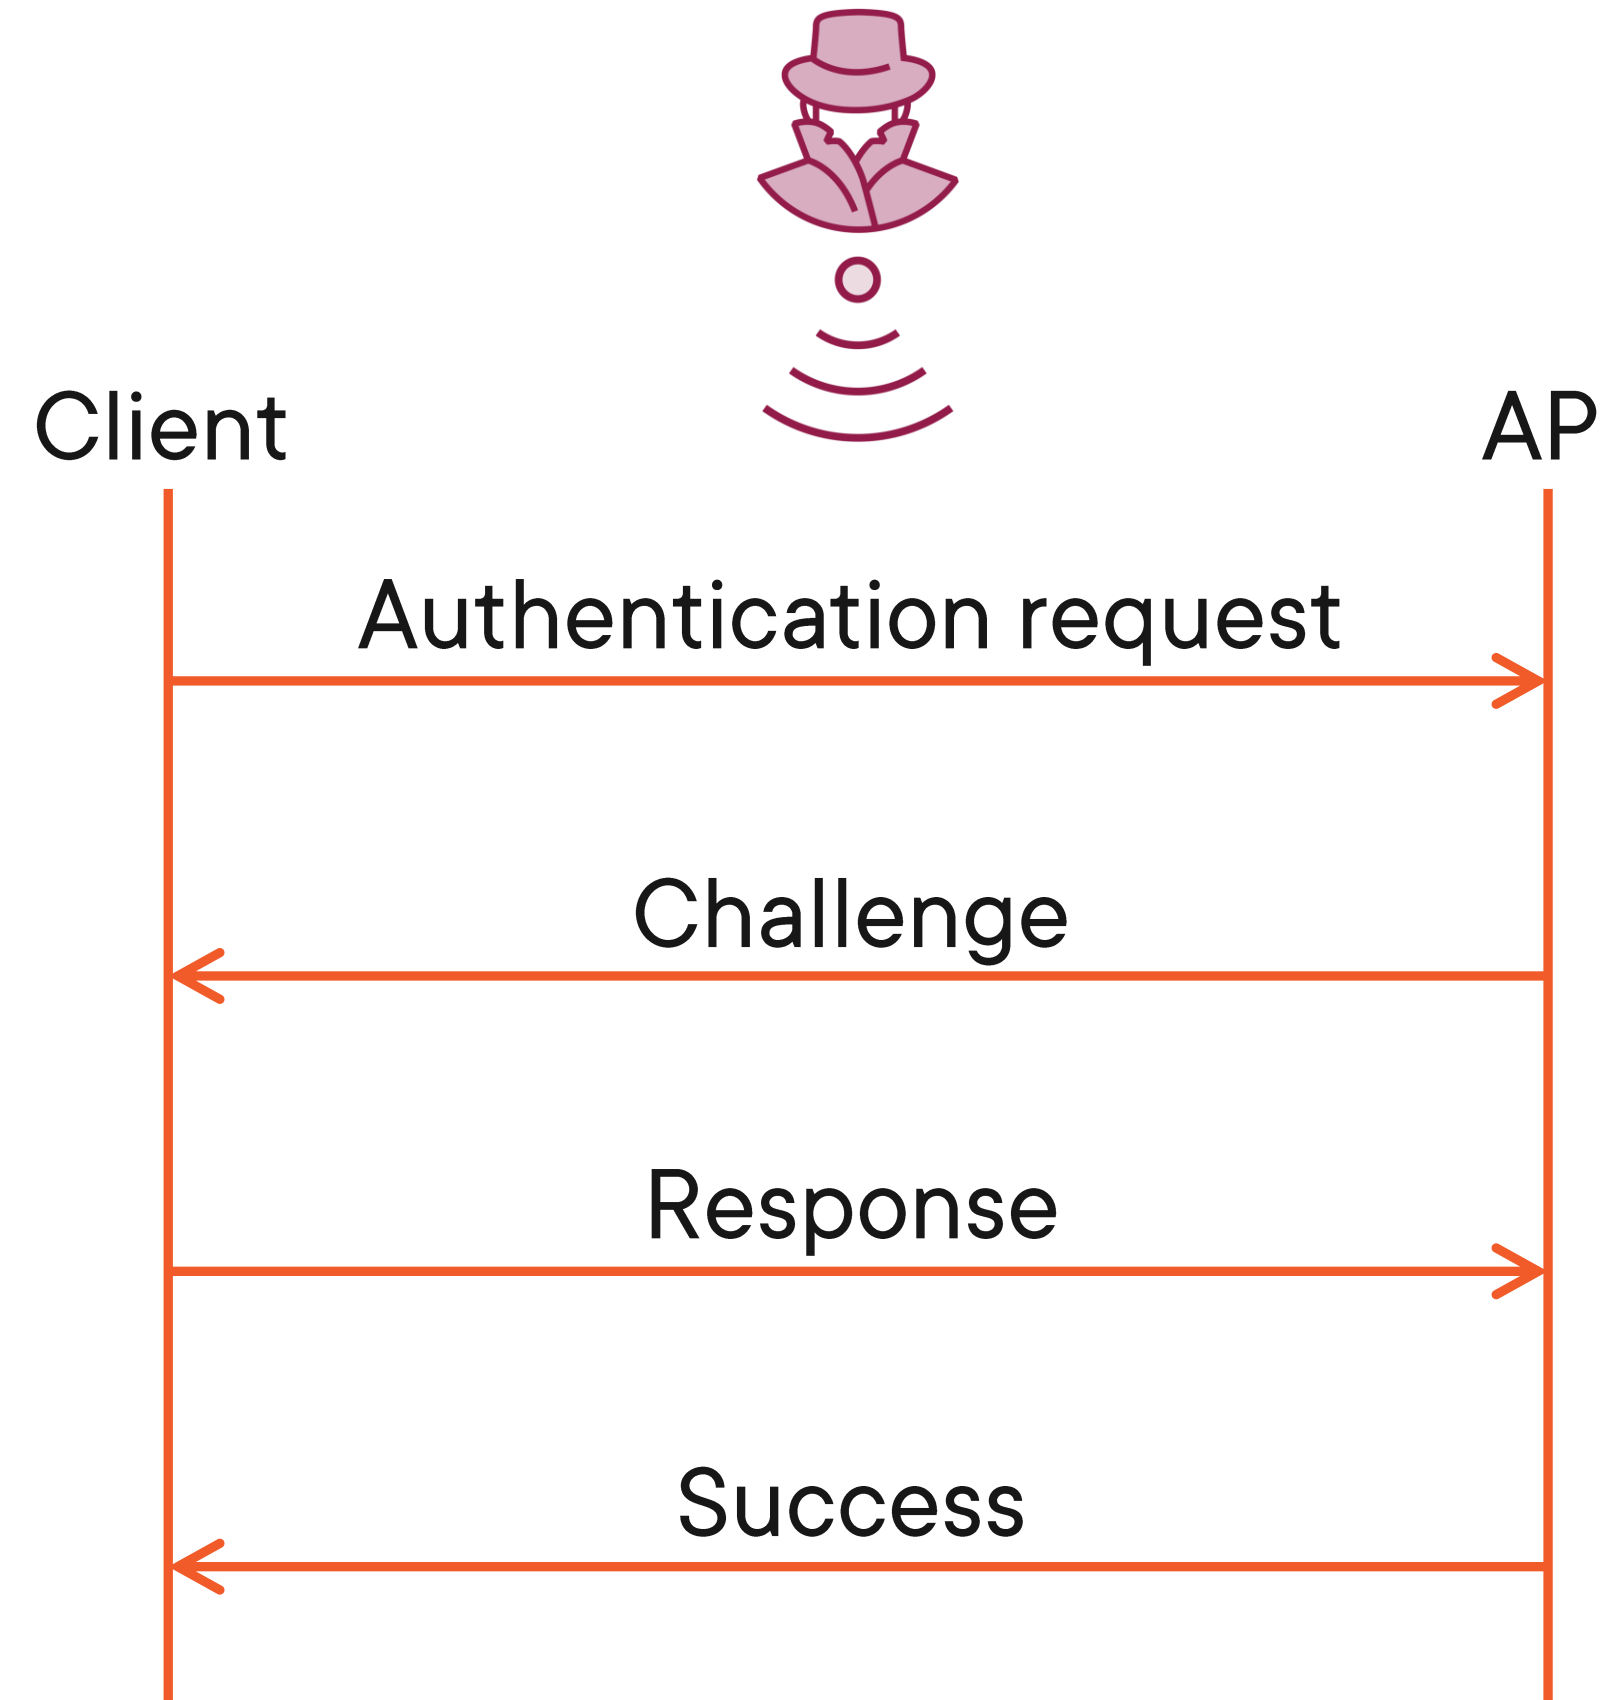 Client
AP
Authentication request
Challenge
Response
Success